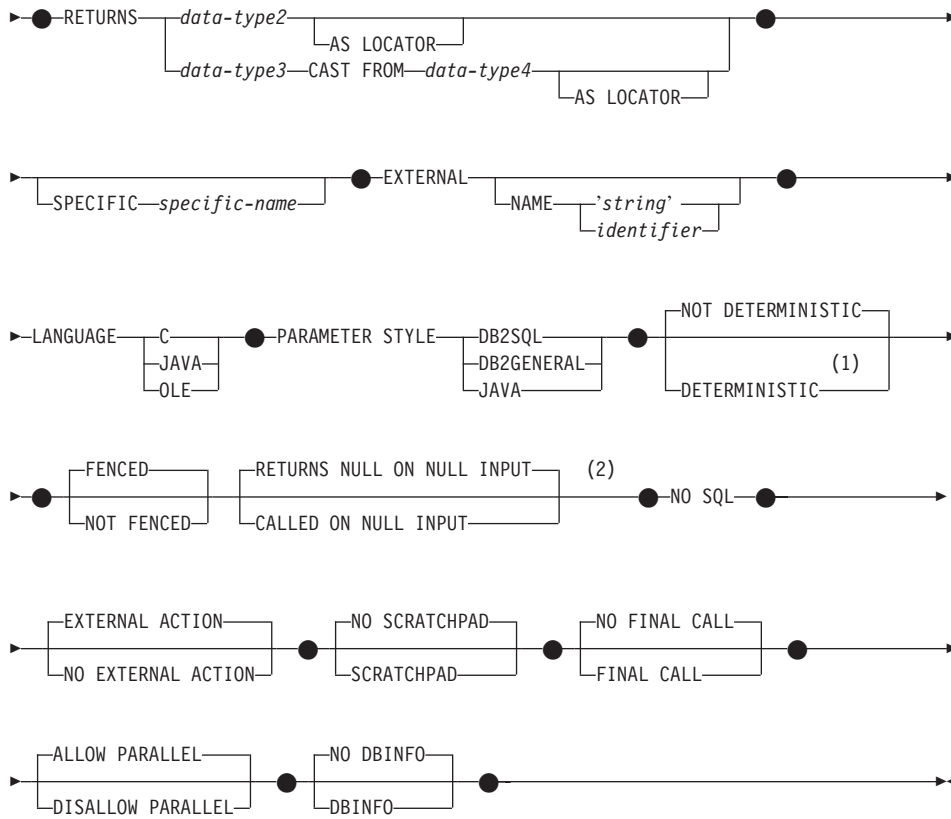 RETURNS data-type2
AS LOCATOR
data-type3 CAST FROM data-type4
AS LOCATOR
SPECIFIC specific-name EXTERNAL
NAME 'string'
identifier
LANGUAGE C PARAMETER STYLE DB2SQL NOT DETERMINISTIC
JAVA DB2GENERAL (1)
OLE JAVA DETERMINISTIC
FENCED RETURNS NULL ON NULL INPUT (2)
NOT FENCED CALLED ON NULL INPUT NO SQL
EXTERNAL ACTION NO SCRATCHPAD NO FINAL CALL
NO EXTERNAL ACTION SCRATCHPAD FINAL CALL
ALLOW PARALLEL NO DBINFO
DISALLOW PARALLEL DBINFO